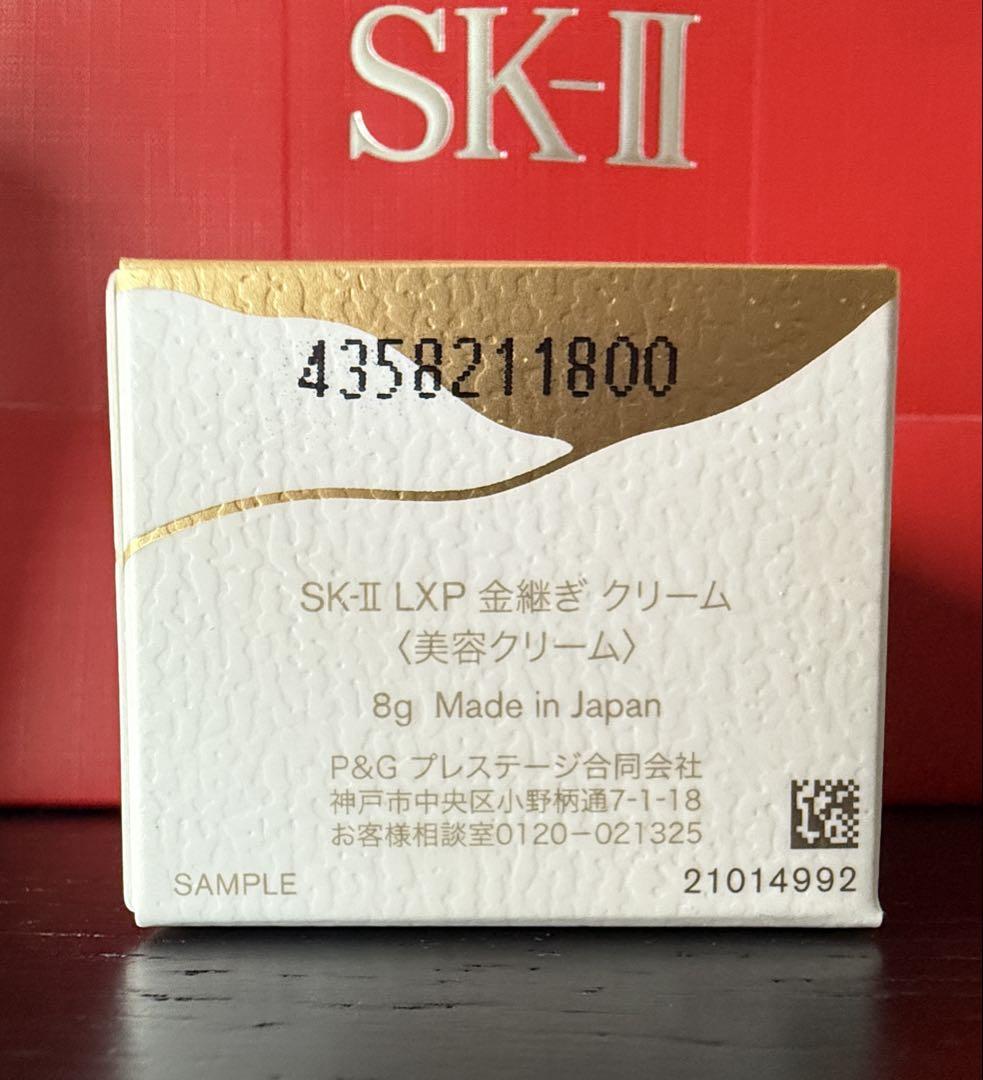 SK-II
4358211800
SK-II LXP 金継ぎ クリーム
〈美容クリーム〉
8g Made in Japan
P&G プレステージ合同会社
神戸市中央区小野柄通7-1-18
お客様相談室0120-021325
SAMPLE
21014992